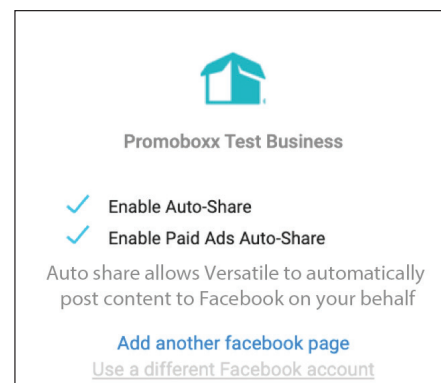 Promoboxx Test Business
Enable Auto-Share
Enable Paid Ads Auto-Share
Auto share allows Versatile to automatically
post content to Facebook on your behalf
Add another facebook page
Use a different Facebook account